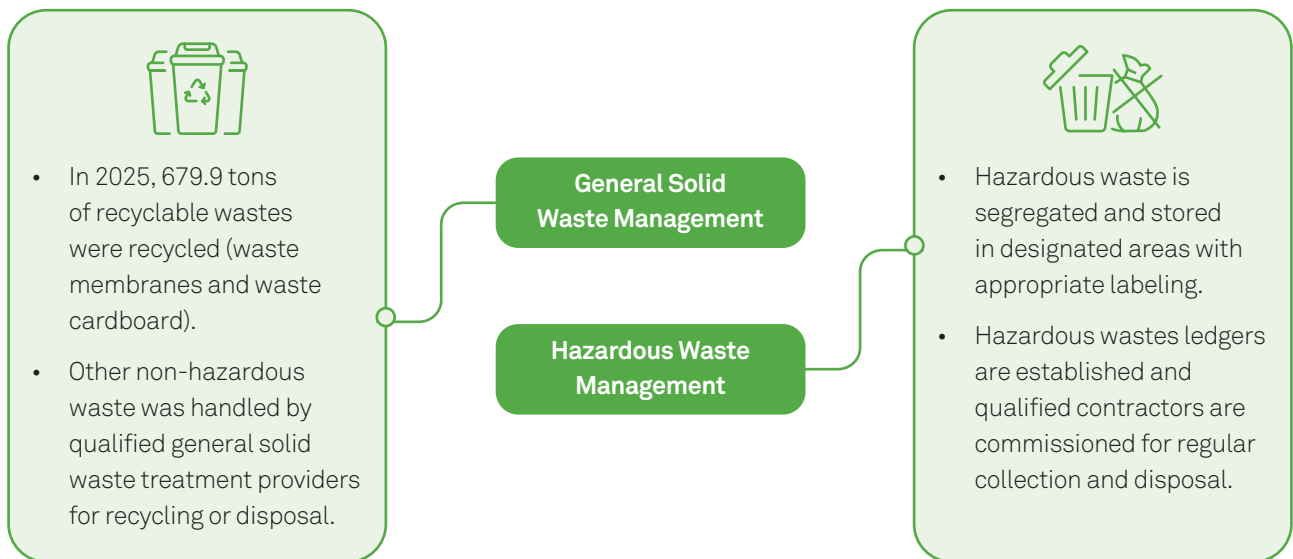 • In 2025, 679.9 tons
of recyclable wastes
were recycled (waste
membranes and waste
cardboard).
• Other non-hazardous
waste was handled by
qualified general solid
waste treatment providers
for recycling or disposal.
General Solid
Waste Management
Hazardous Waste
Management
• Hazardous waste is
segregated and stored
in designated areas with
appropriate labeling.
• Hazardous wastes ledgers
are established and
qualified contractors are
commissioned for regular
collection and disposal.